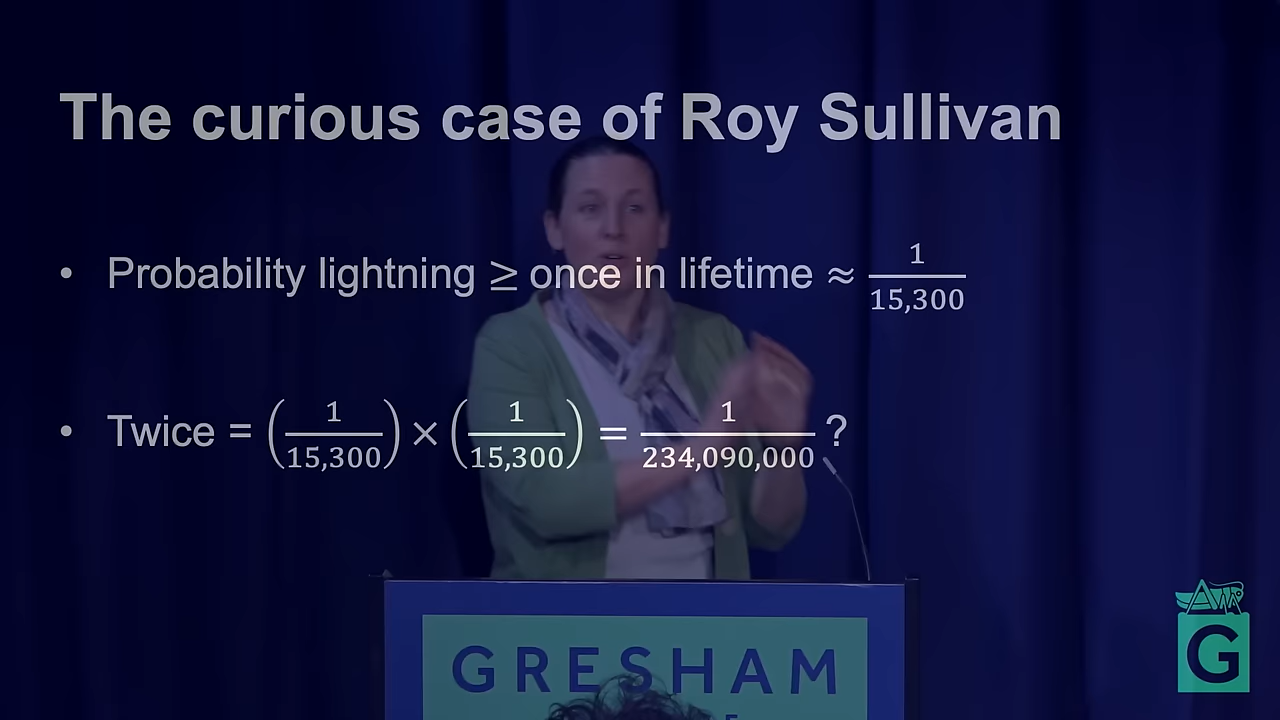 The curious case of Roy Sullivan
• Probability lightning ≥ once in lifetime ≈ 1/15,300
• Twice = (1/15,300) × (1/15,300) = 1/234,090,000 ?
GRESHAM
G